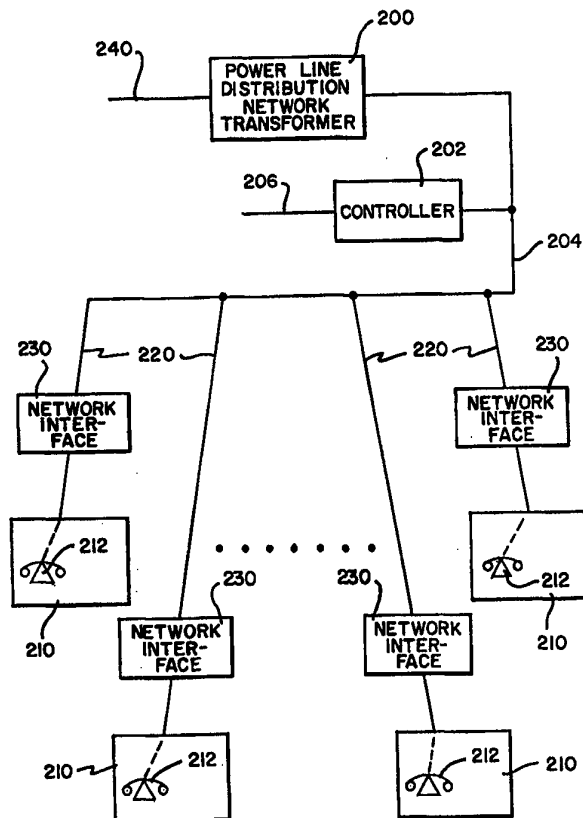 200
240
POWER LINE
DISTRIBUTION
NETWORK
TRANSFORMER
202
206
CONTROLLER
204
230
220
220
230
NETWORK
INTER-
FACE
NETWORK
INTER-
FACE
212
210
212
210
230
230
NETWORK
INTER-
FACE
NETWORK
INTER-
FACE
210
212
212
210